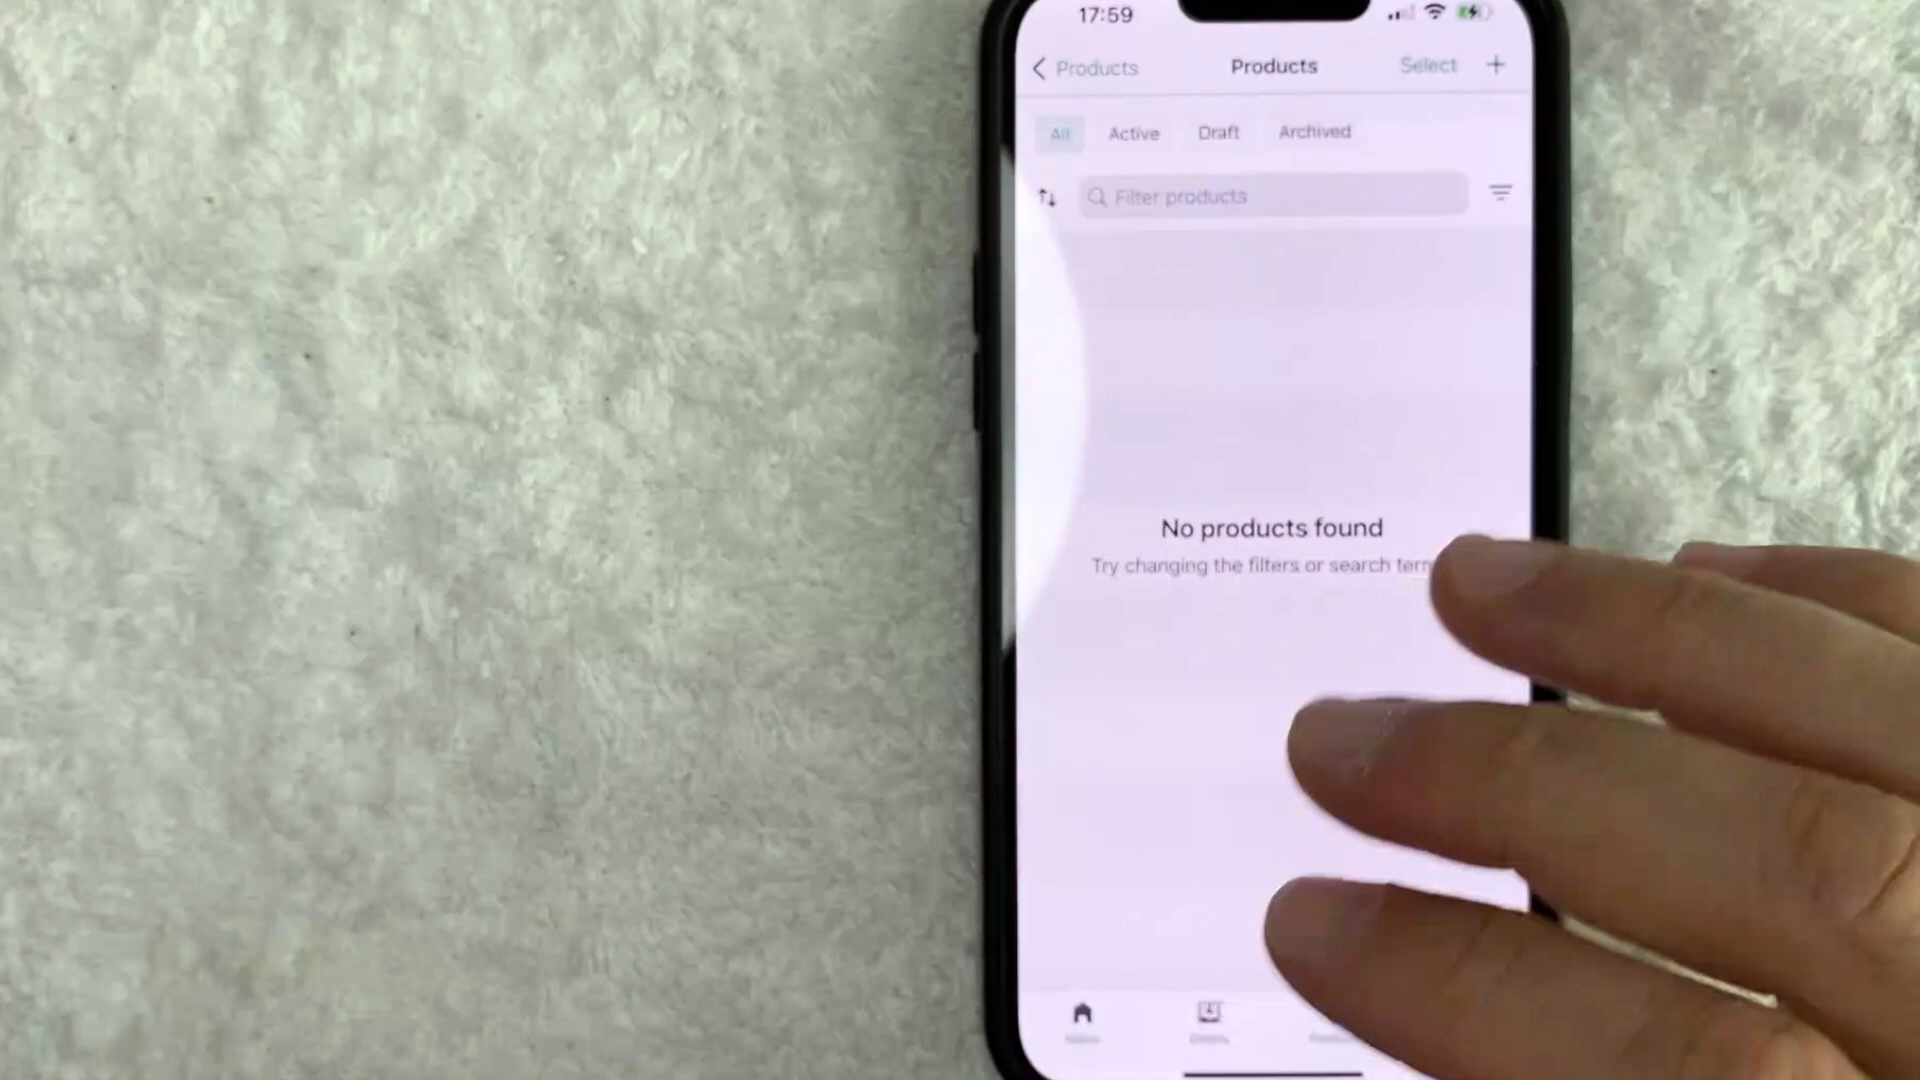 17:59
Products
Products
Select
All
Active
Draft
Archived
Filter products
No products found
Try changing the filters or search